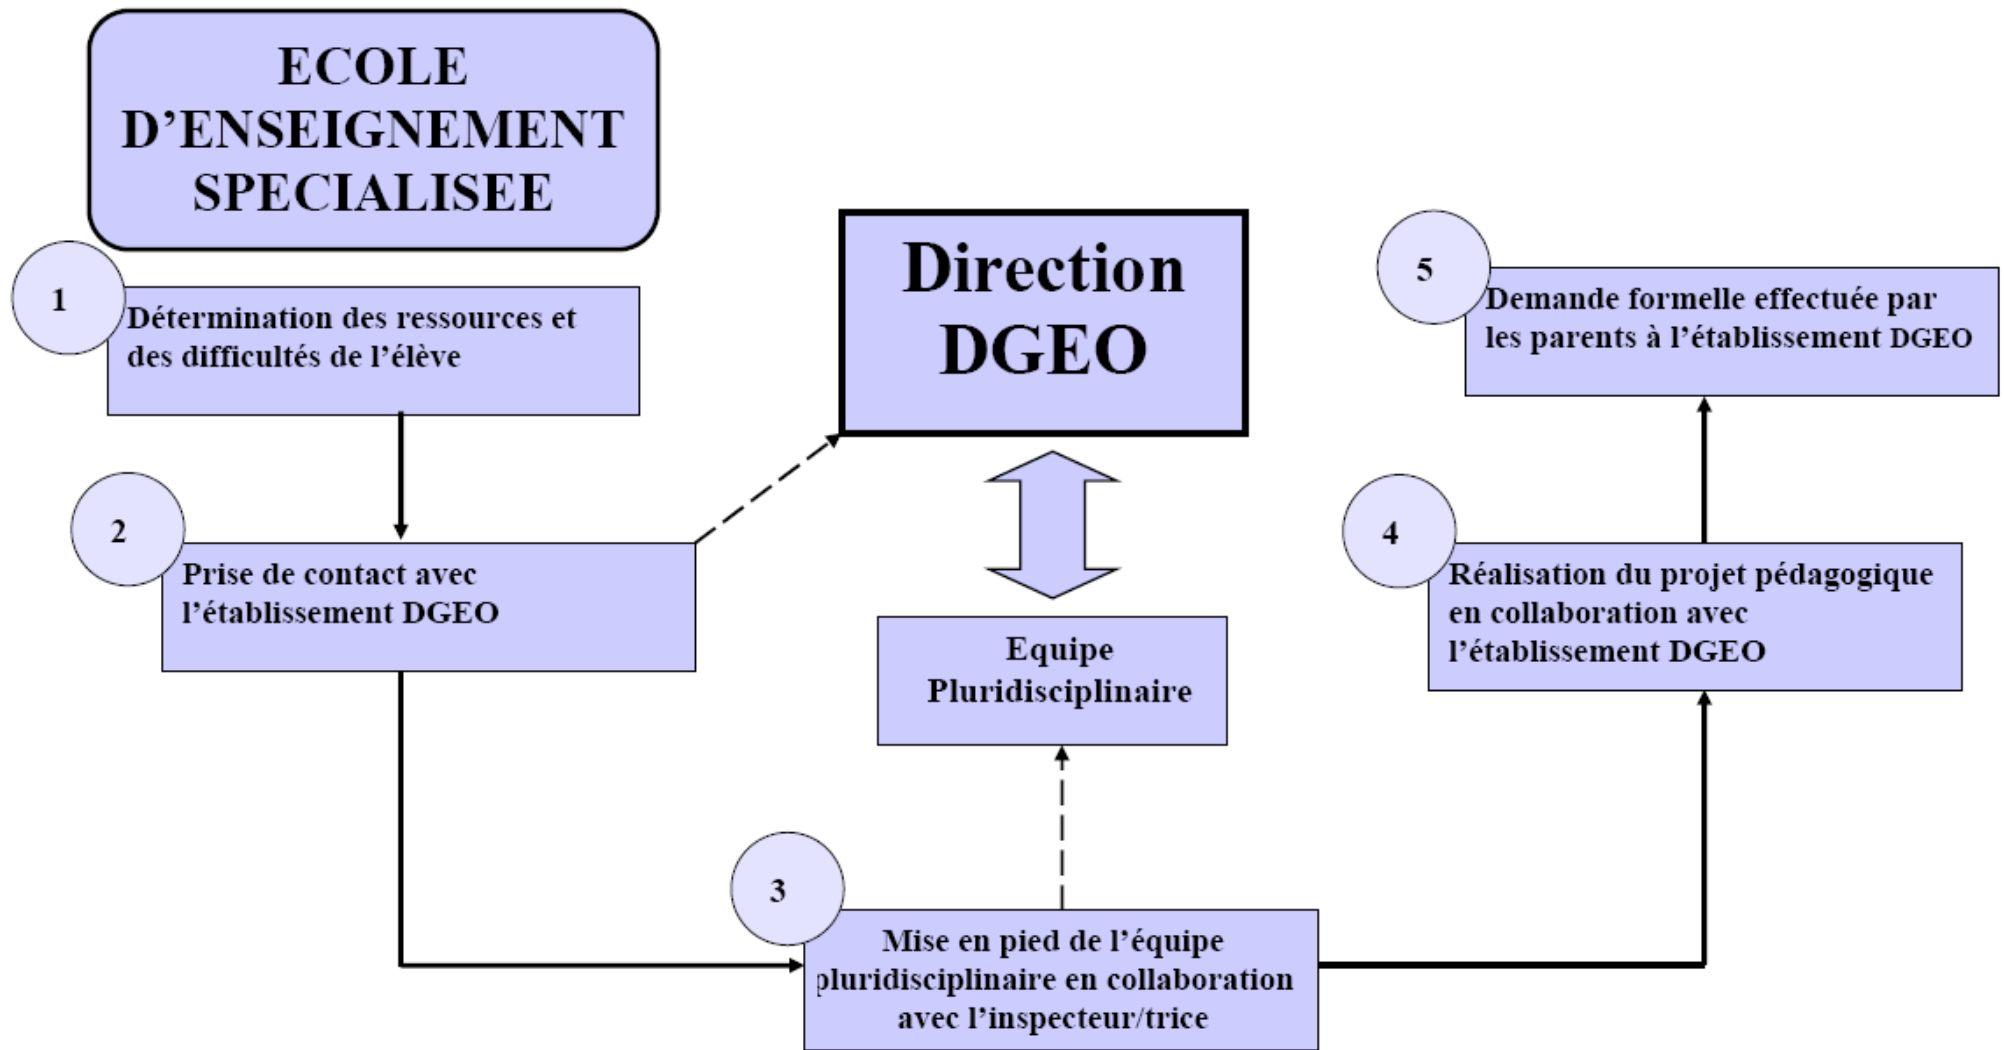 ECOLE
D’ENSEIGNEMENT
SPECIALISEE
1
Détermination des ressources et
des difficultés de l’élève
2
Prise de contact avec
l’établissement DGEO
Direction
DGEO
Equipe
Pluridisciplinaire
3
Mise en pied de l’équipe
pluridisciplinaire en collaboration
avec l’inspecteur/trice
4
Réalisation du projet pédagogique
en collaboration avec
l’établissement DGEO
5
Demande formelle effectuée par
les parents à l’établissement DGEO